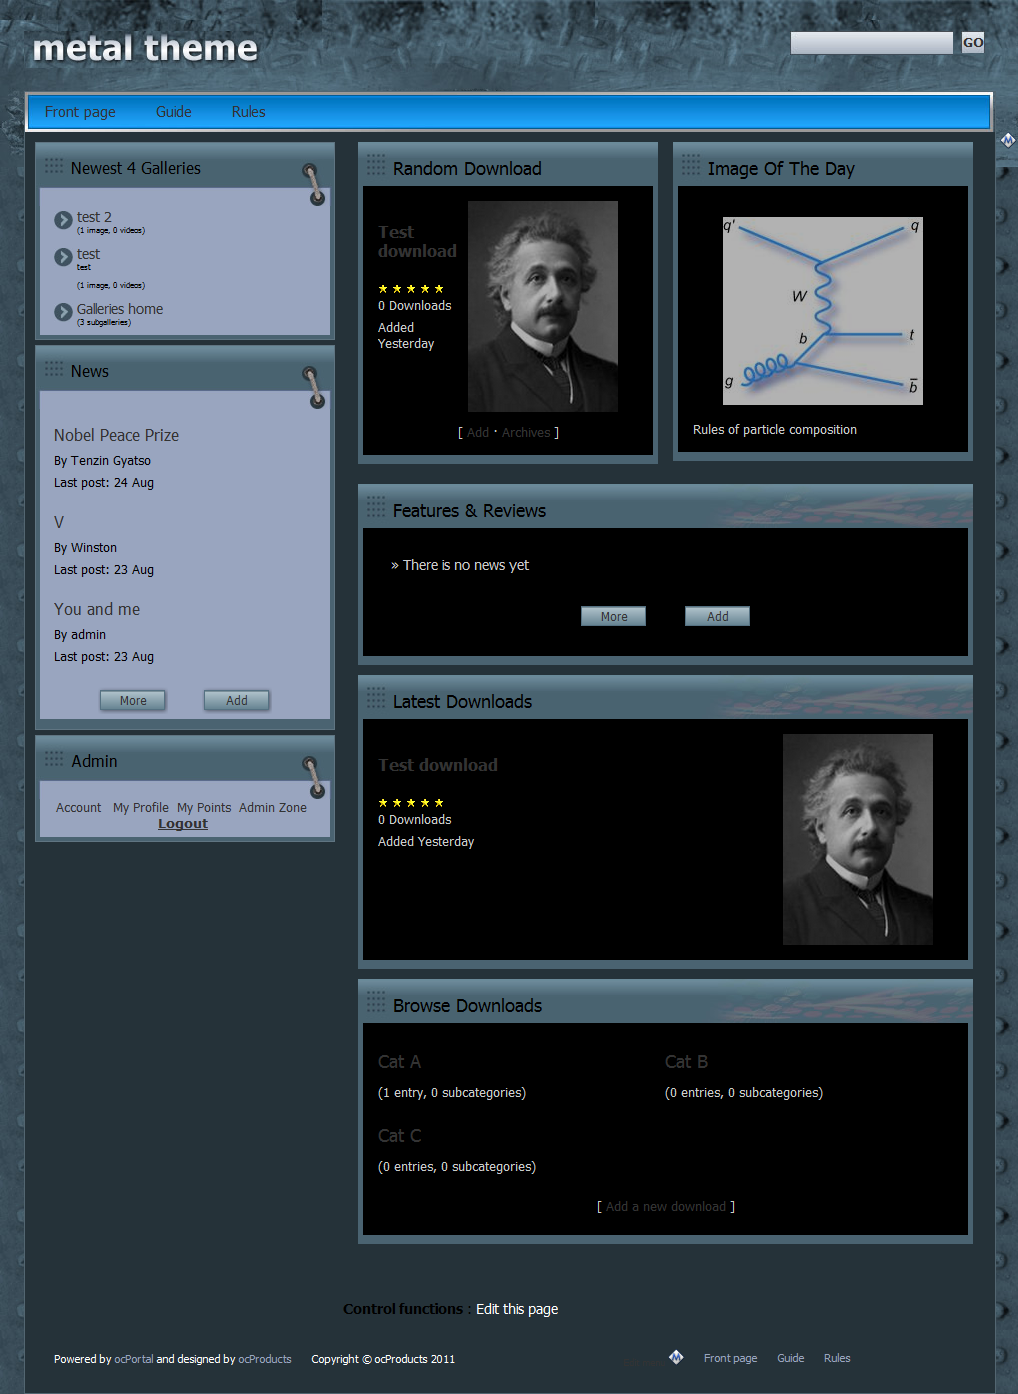 metal theme
GO
Front page Guide Rules
Newest 4 Galleries
test 2
(1 image, 0 videos)
test
test
(1 image, 0 videos)
Galleries home
(3 subgalleries)
News
Nobel Peace Prize
By Tenzin Gyatso
Last post: 24 Aug
V
By Winston
Last post: 23 Aug
You and me
By admin
Last post: 23 Aug
More Add
Admin
Account My Profile My Points Admin Zone
Logout
Random Download
Test
download
0 Downloads
Added
Yesterday
[ Add · Archives ]
Image Of The Day
q' q
W
b t
g b̅
Rules of particle composition
Features & Reviews
» There is no news yet
More Add
Latest Downloads
Test download
0 Downloads
Added Yesterday
Browse Downloads
Cat A Cat B
(1 entry, 0 subcategories) (0 entries, 0 subcategories)
Cat C
(0 entries, 0 subcategories)
[ Add a new download ]
Control functions : Edit this page
Powered by ocPortal and designed by ocProducts Copyright © ocProducts 2011 M Front page Guide Rules